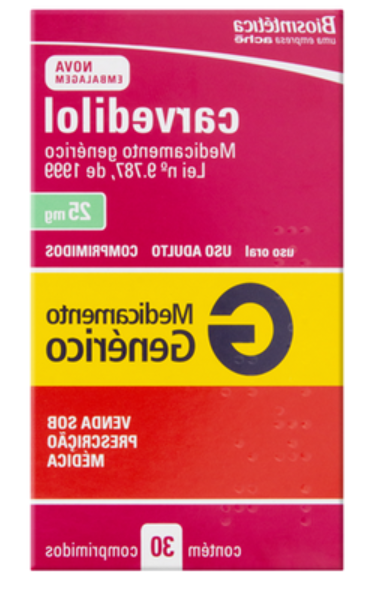 Biosintética
uma empresa achē
NOVA
EMBALAGEM
carvedilol
Medicamento genérico
Lei nº 9.787, de 1999
25 mg
uso oral USO ADULTO COMPRIMIDOS
G Medicamento
Genérico
VENDA SOB
PRESCRIÇÃO
MÉDICA
contém 30 comprimidos